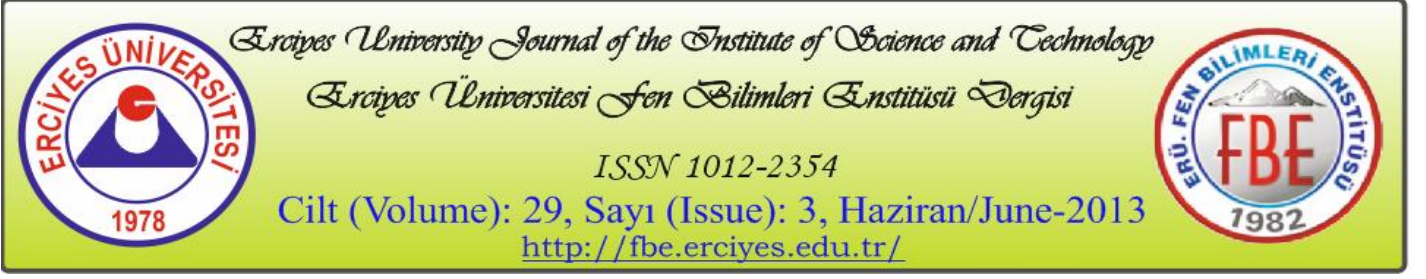 ERCİYES ÜNİVERSİTESİ
1978
Erciyes University Journal of the Institute of Science and Technology
Erciyes Üniversitesi Fen Bilimleri Enstitüsü Dergisi
ISSN 1012-2354
Cilt (Volume): 29, Sayı (Issue): 3, Haziran/June-2013
http://fbe.erciyes.edu.tr/
ERÜ. FEN BİLİMLERİ ENSTİTÜSÜ
FBE
1982